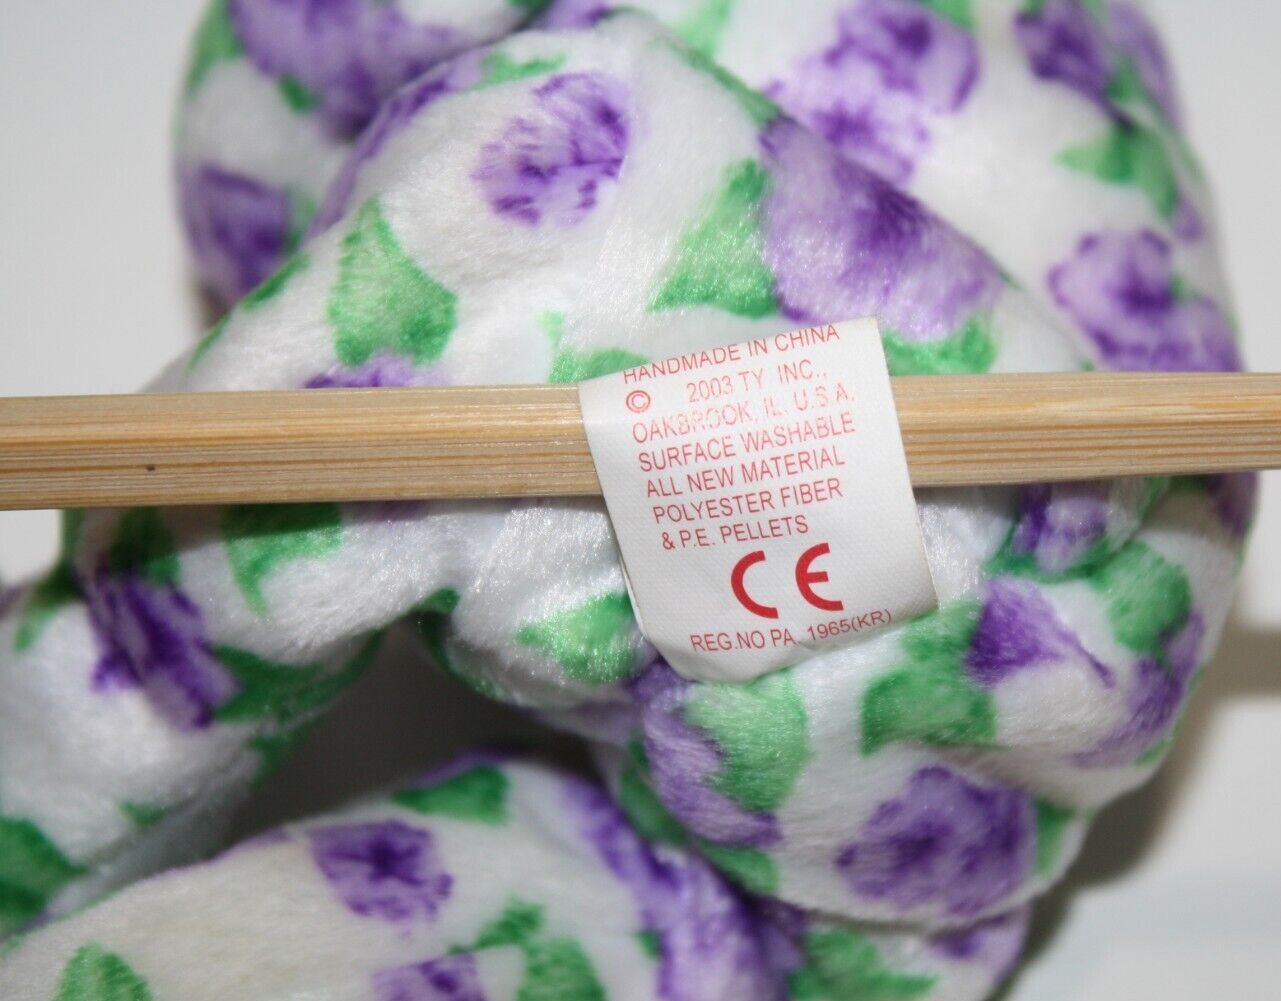 HANDMADE IN CHINA
© 2003 TY INC.,
OAKBROOK, IL. U.S.A.
SURFACE WASHABLE
ALL NEW MATERIAL
POLYESTER FIBER
& P.E. PELLETS
CE
REG.NO PA. 1965(KR)